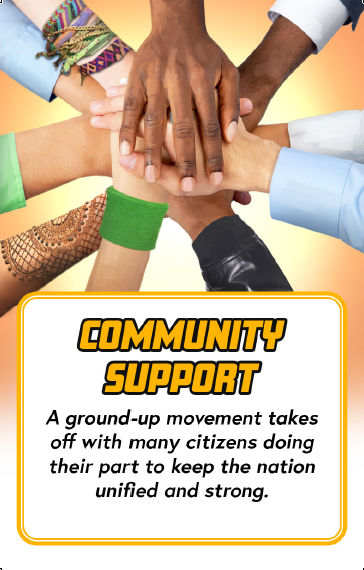 COMMUNITY
SUPPORT
A ground-up movement takes
off with many citizens doing
their part to keep the nation
unified and strong.